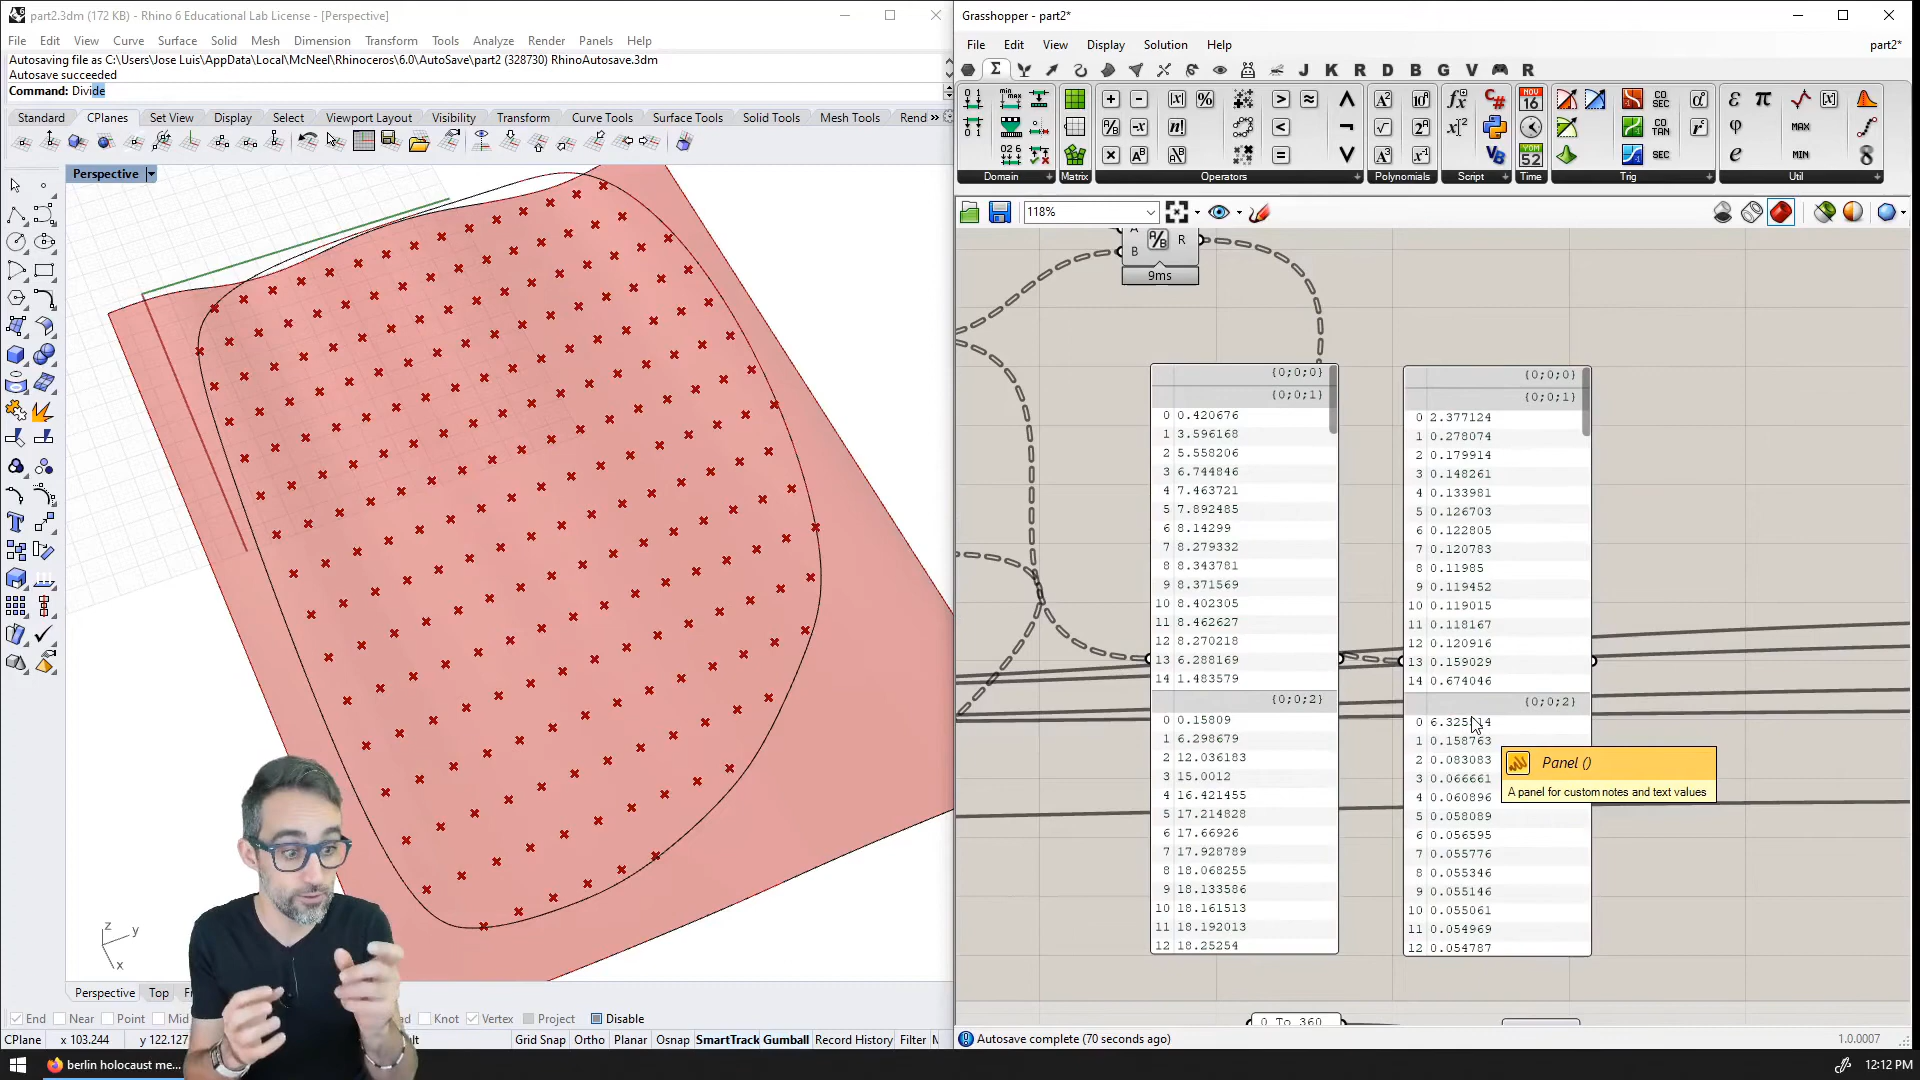 part2.3dm (172 KB) - Rhino 6 Educational Lab License - [Perspective]
File Edit View Curve Surface Solid Mesh Dimension Transform Tools Analyze Render Panels Help
Autosaving file as C:\Users\Jose Luis\AppData\Local\McNeel\Rhinoceros\6.0\AutoSave\part2 (328730) RhinoAutosave.3dm
Autosave succeeded
Command: Divide
Standard CPlanes Set View Display Select Viewport Layout Visibility Transform Curve Tools Surface Tools Solid Tools Mesh Tools Rend »
Perspective
z
y
x
Perspective Top
End Near Point Mid Knot Vertex Project Disable
CPlane x 103.244 y 122.127 Grid Snap Ortho Planar Osnap SmartTrack Gumball Record History Filter
berlin holocaust me...
Grasshopper - part2*
File Edit View Display Solution Help part2*
Σ J K R D B G V R
Domain Matrix Operators Polynomials Script Time Trig Util
118%
A
B R
9ms
{0;0;0}
{0;0;1}
0 0.420676
1 3.596168
2 5.558206
3 6.744846
4 7.463721
5 7.892485
6 8.14299
7 8.279332
8 8.343781
9 8.371569
10 8.402305
11 8.462627
12 8.270218
13 6.288169
14 1.483579
{0;0;2}
0 0.15809
1 6.298679
2 12.036183
3 15.0012
4 16.421455
5 17.214828
6 17.66926
7 17.928789
8 18.068255
9 18.133586
10 18.161513
11 18.192013
12 18.25254
{0;0;0}
{0;0;1}
0 2.377124
1 0.278074
2 0.179914
3 0.148261
4 0.133981
5 0.126703
6 0.122805
7 0.120783
8 0.11985
9 0.119452
10 0.119015
11 0.118167
12 0.120916
13 0.159029
14 0.674046
{0;0;2}
0
1 0.158763
2 0.083083
3 0.066661
4 0.060896
5 0.058089
6 0.056595
7 0.055776
8 0.055346
9 0.055146
10 0.055061
11 0.054969
12 0.054787
Panel ()
A panel for custom notes and text values
0 To 360
Autosave complete (70 seconds ago) 1.0.0007
12:12 PM